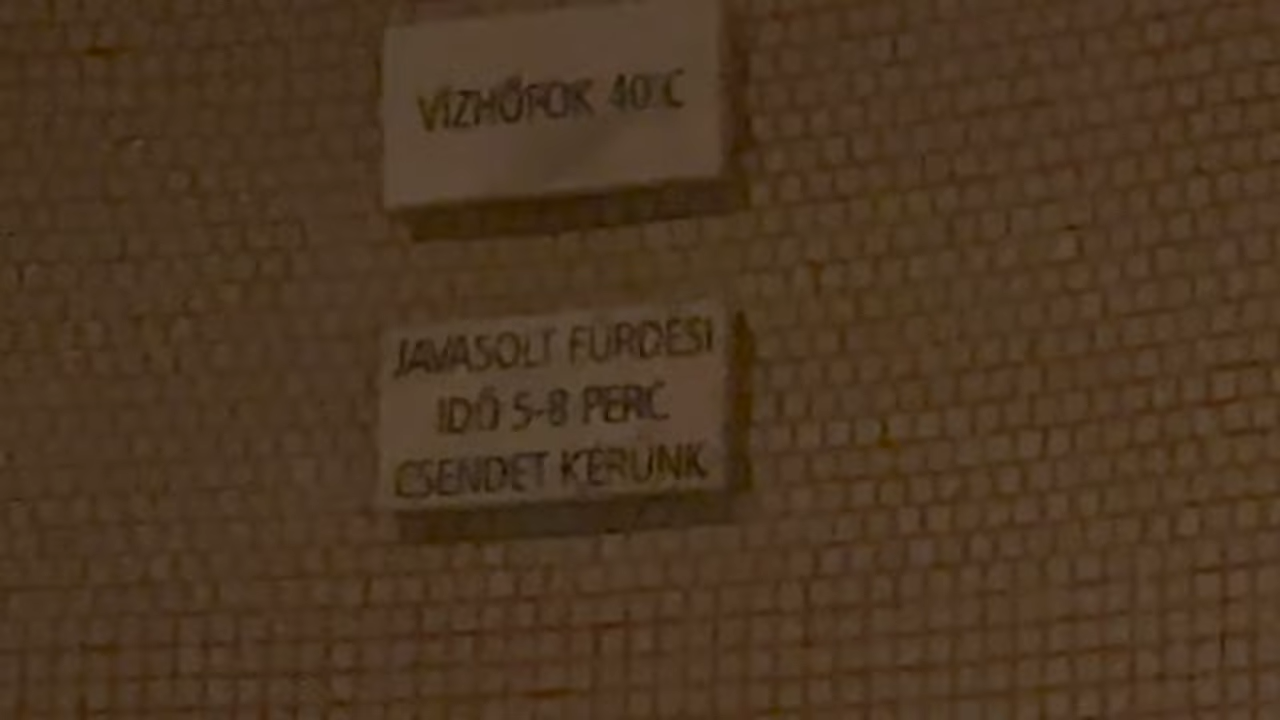 VÍZHŐFOK 40°C
JAVASOLT FÜRDÉSI
IDŐ 5-8 PERC
CSENDET KÉRÜNK